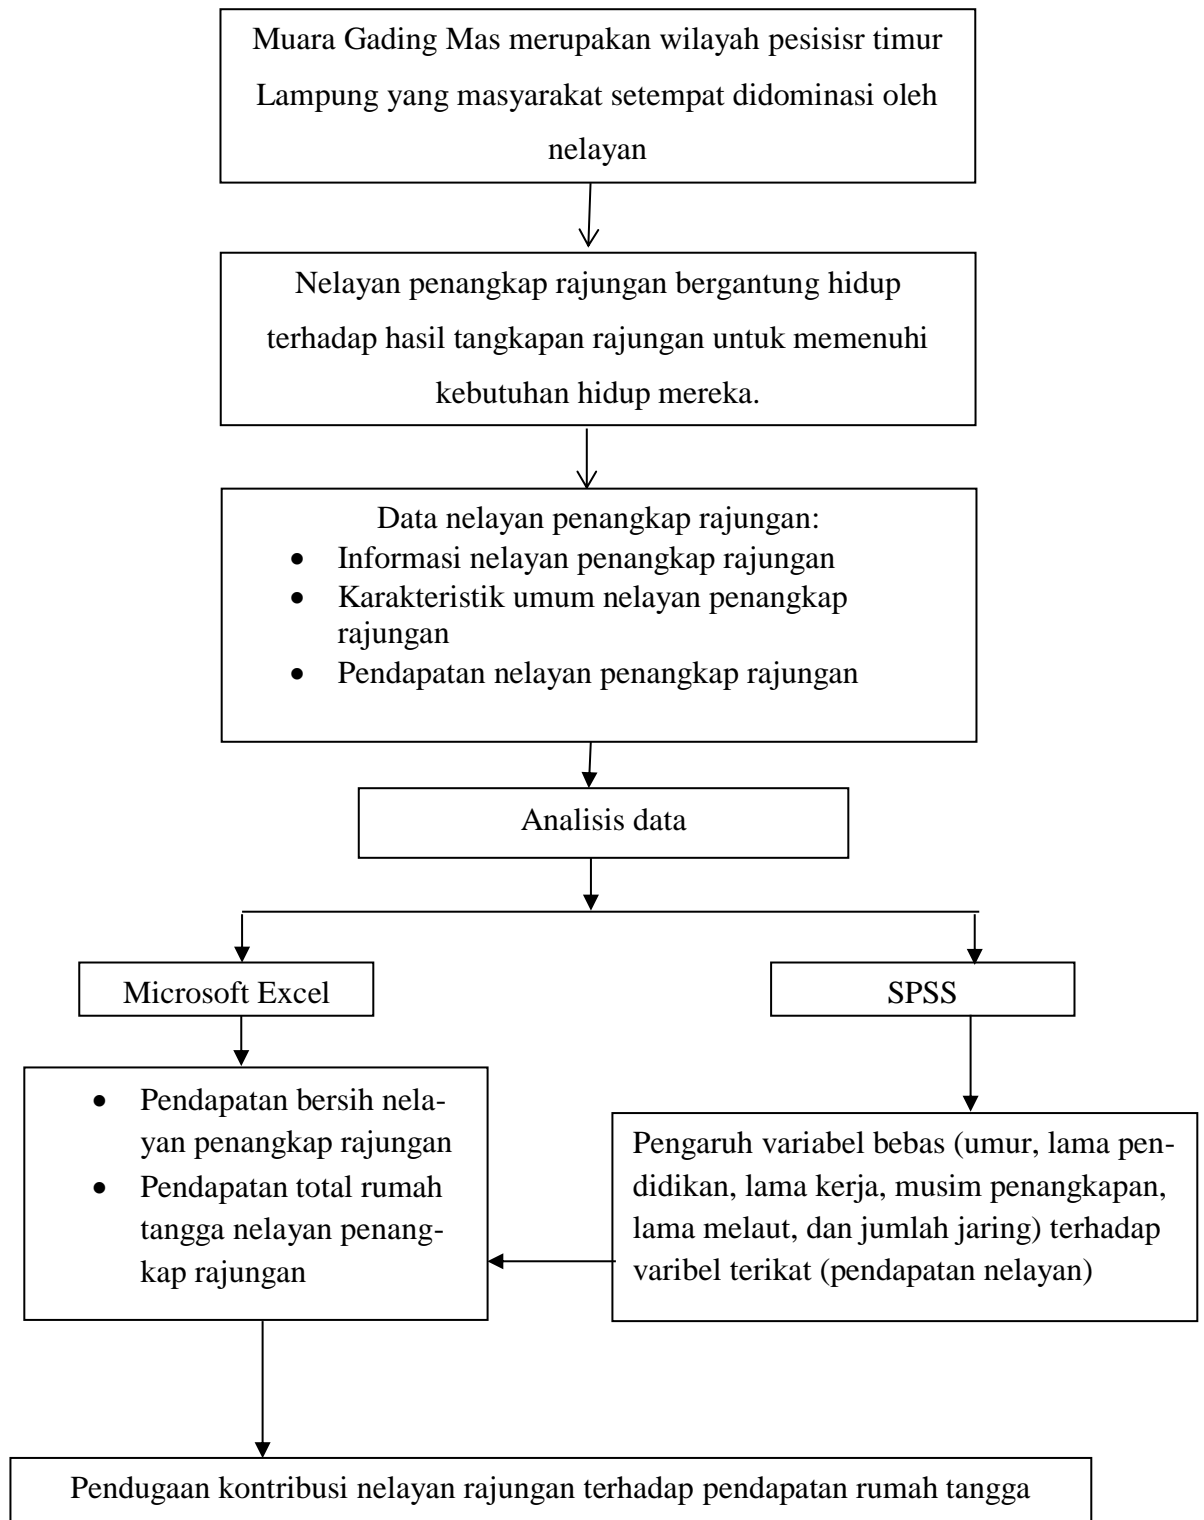 Muara Gading Mas merupakan wilayah pesisisr timur
Lampung yang masyarakat setempat didominasi oleh
nelayan
Nelayan penangkap rajungan bergantung hidup
terhadap hasil tangkapan rajungan untuk memenuhi
kebutuhan hidup mereka.
Data nelayan penangkap rajungan:
• Informasi nelayan penangkap rajungan
• Karakteristik umum nelayan penangkap
rajungan
• Pendapatan nelayan penangkap rajungan
Analisis data
Microsoft Excel
SPSS
• Pendapatan bersih nela-
yan penangkap rajungan
• Pendapatan total rumah
tangga nelayan penang-
kap rajungan
Pengaruh variabel bebas (umur, lama pen-
didikan, lama kerja, musim penangkapan,
lama melaut, dan jumlah jaring) terhadap
varibel terikat (pendapatan nelayan)
Pendugaan kontribusi nelayan rajungan terhadap pendapatan rumah tangga